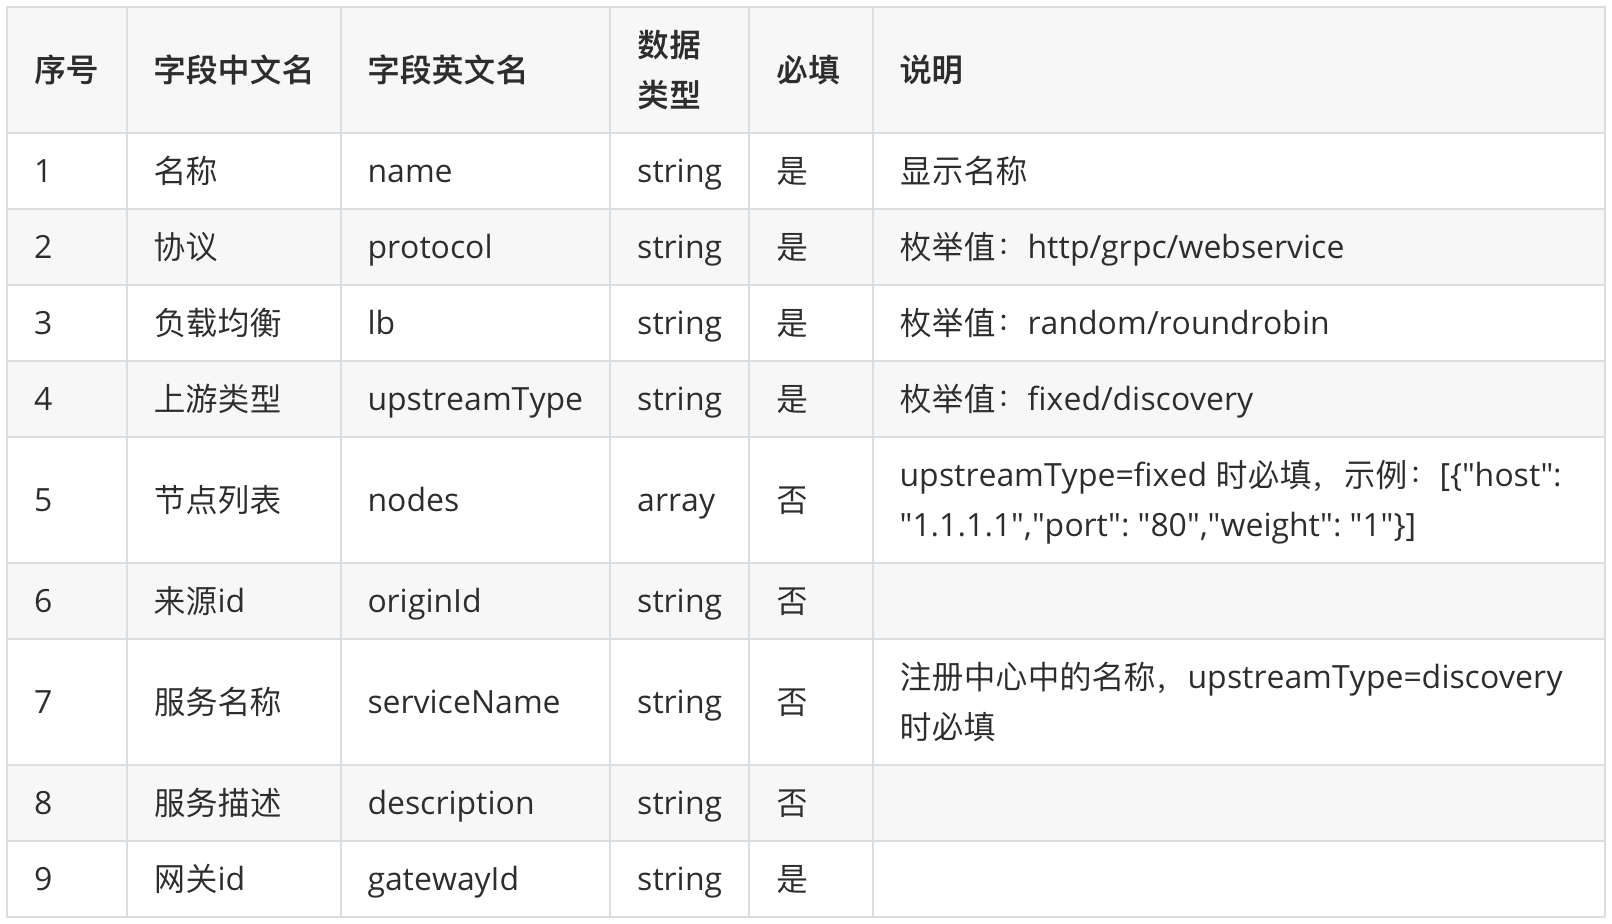 序号 字段中文名 字段英文名 数据类型 必填 说明
1 名称 name string 是 显示名称
2 协议 protocol string 是 枚举值：http/grpc/webservice
3 负载均衡 lb string 是 枚举值：random/roundrobin
4 上游类型 upstreamType string 是 枚举值：fixed/discovery
5 节点列表 nodes array 否 upstreamType=fixed 时必填，示例：[{"host":
"1.1.1.1","port": "80","weight": "1"}]
6 来源id originId string 否
7 服务名称 serviceName string 否 注册中心中的名称，upstreamType=discovery
时必填
8 服务描述 description string 否
9 网关id gatewayId string 是